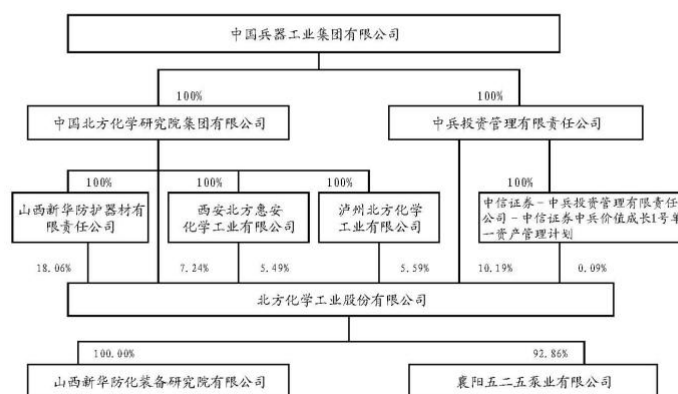 中国兵器工业集团有限公司
100%
100%
中国北方化学研究院集团有限公司
中兵投资管理有限责任公司
100%
100%
100%
100%
山西新华防护器材有
限责任公司
西安北方惠安
化学工业有限公司
泸州北方化学
工业有限公司
中信证券-中兵投资管理有限责任
公司-中信证券中兵价值成长1号单
一资产管理计划
18.06%
7.24%
5.49%
5.59%
10.19%
0.09%
北方化学工业股份有限公司
100.00%
92.86%
山西新华防化装备研究院有限公司
襄阳五二五泵业有限公司